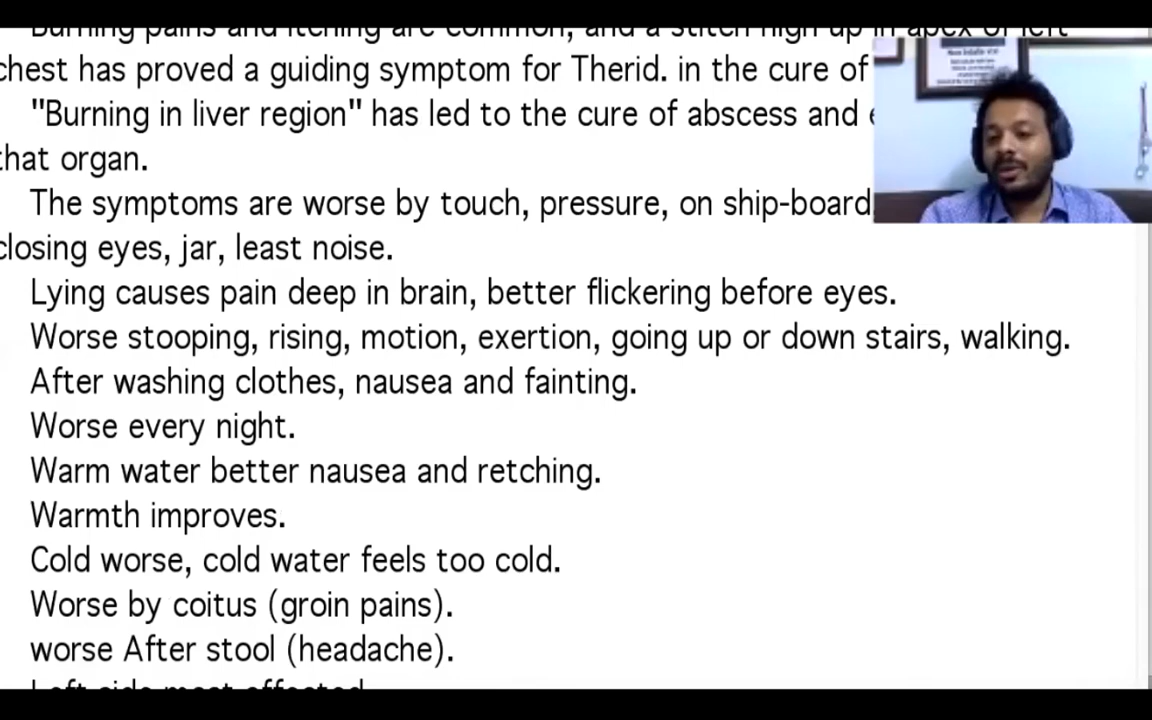 Burning pains and itching are common, and a stitch high up in apex of left
chest has proved a guiding symptom for Therid. in the cure of
"Burning in liver region" has led to the cure of abscess and
that organ.
The symptoms are worse by touch, pressure, on ship-board
closing eyes, jar, least noise.
Lying causes pain deep in brain, better flickering before eyes.
Worse stooping, rising, motion, exertion, going up or down stairs, walking.
After washing clothes, nausea and fainting.
Worse every night.
Warm water better nausea and retching.
Warmth improves.
Cold worse, cold water feels too cold.
Worse by coitus (groin pains).
worse After stool (headache).
Left side most affected